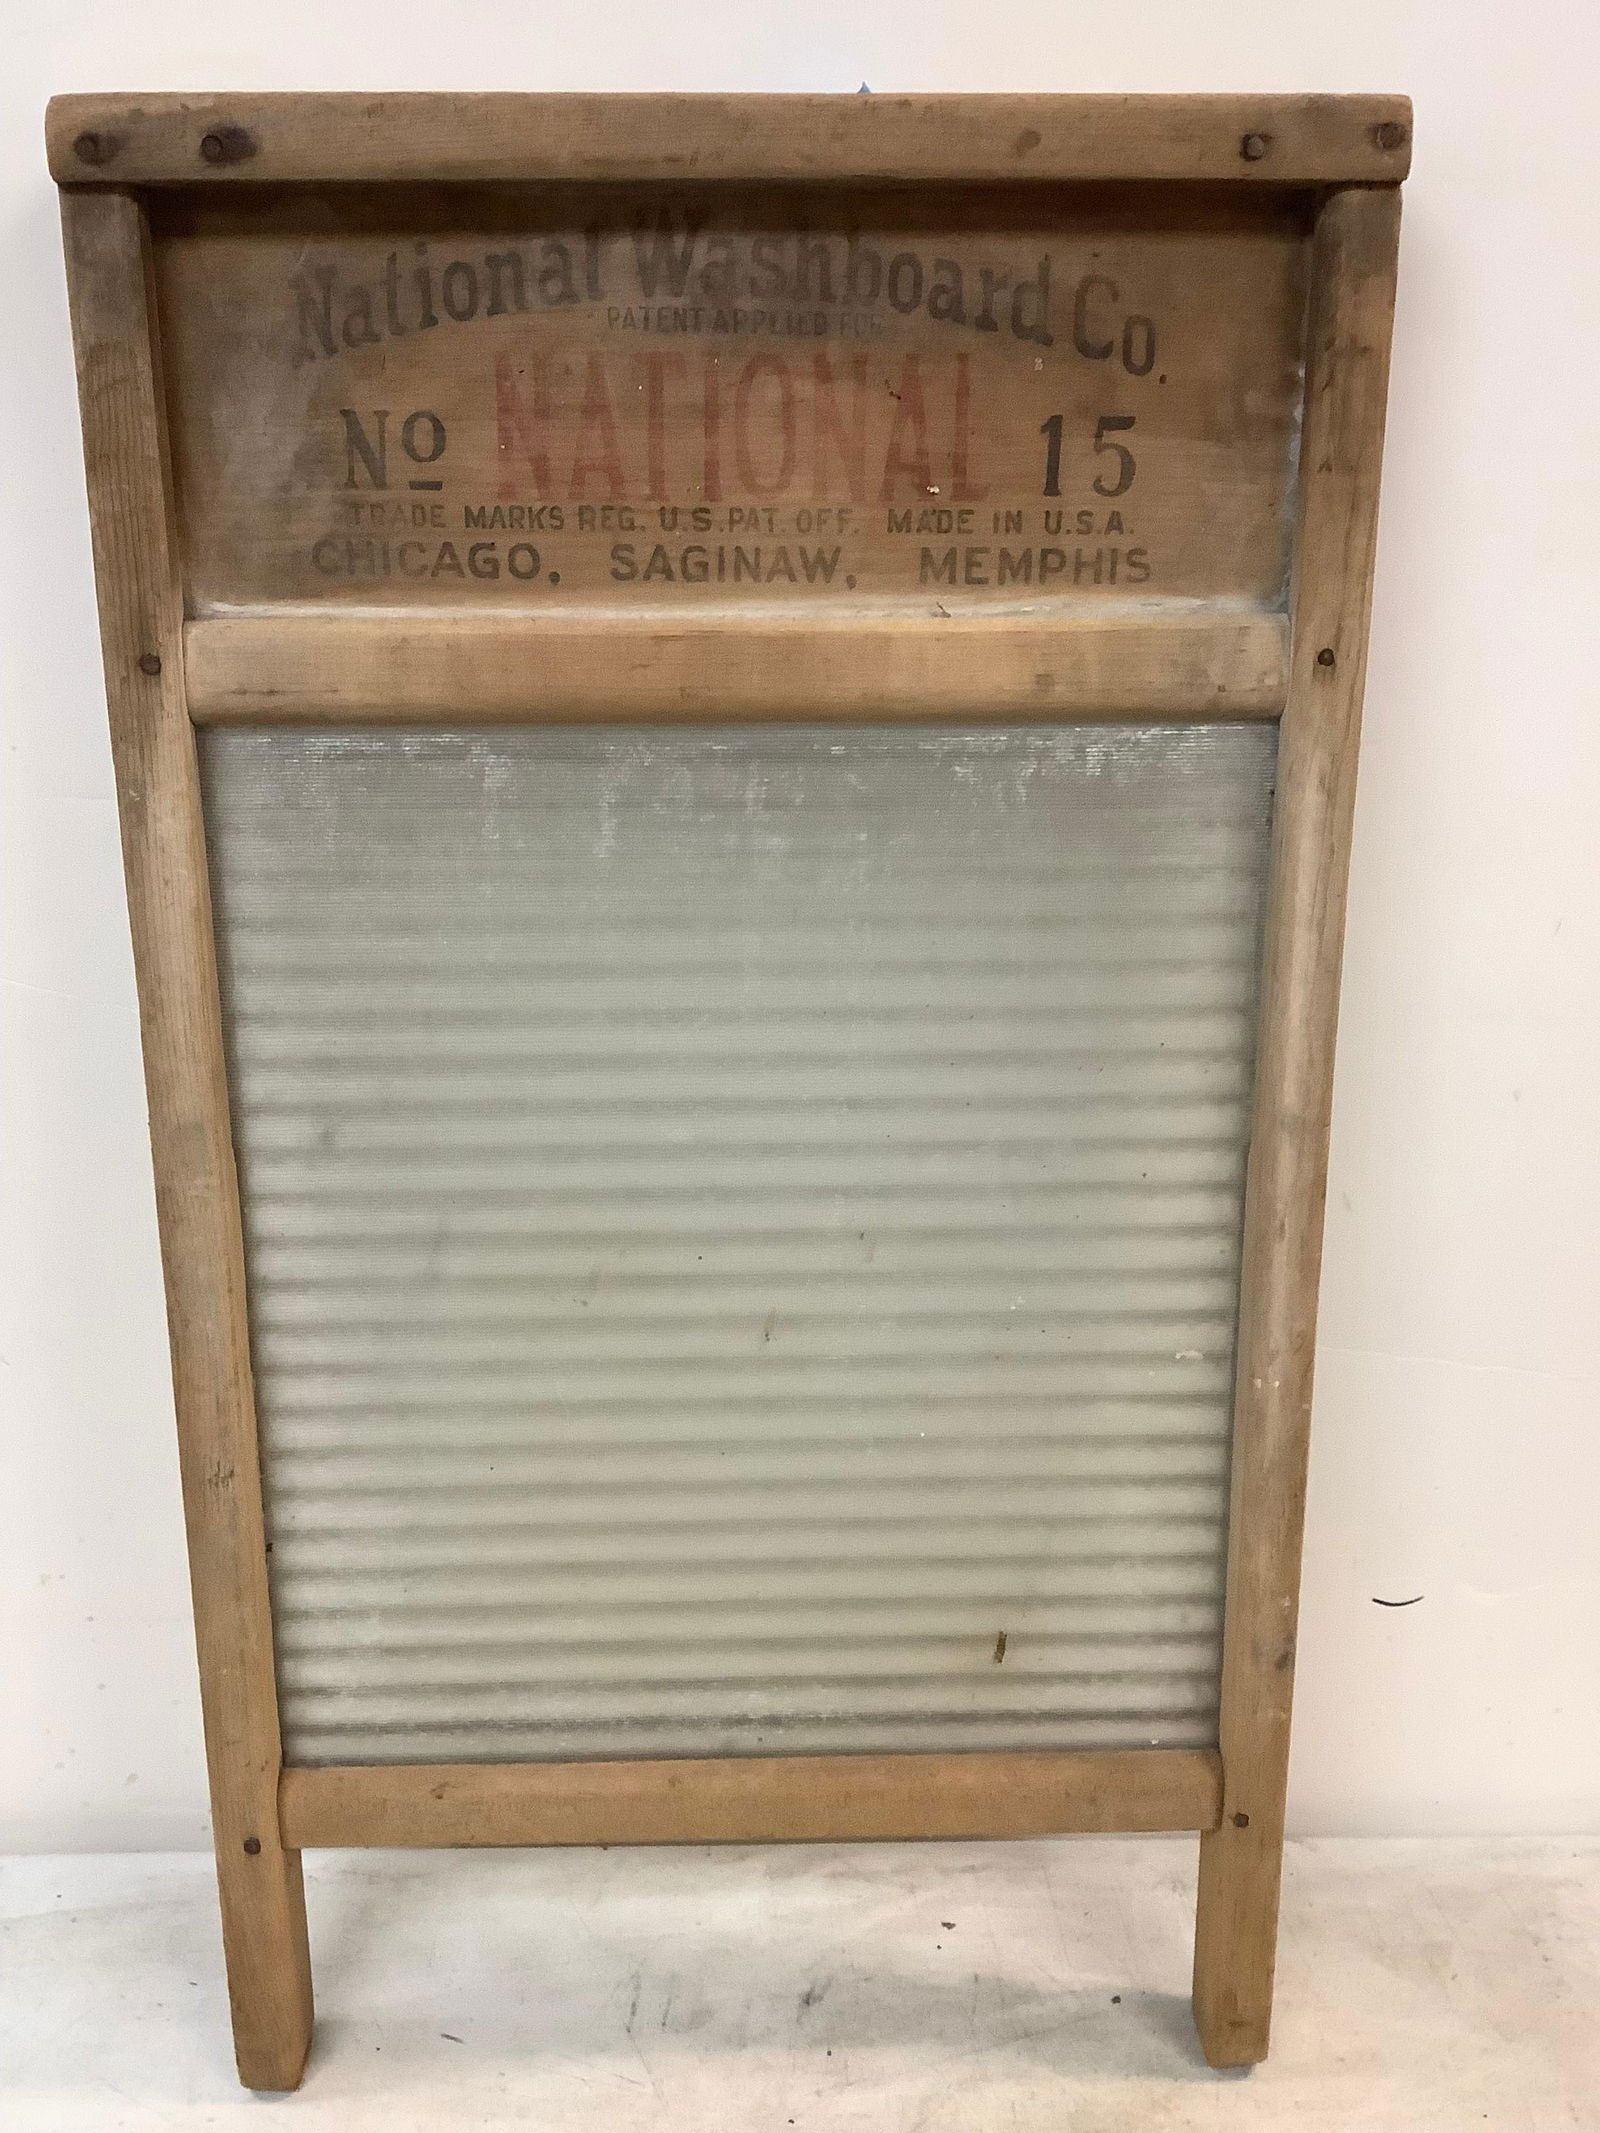 National Washboard Co.
PATENT APPLIED FOR
No NATIONAL 15
TRADE MARKS REG. U.S. PAT. OFF. MADE IN U.S.A.
CHICAGO, SAGINAW, MEMPHIS